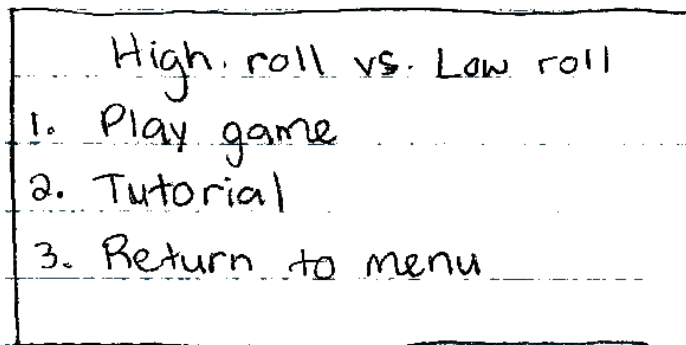 High roll vs. Low roll
1. Play game
2. Tutorial
3. Return to menu